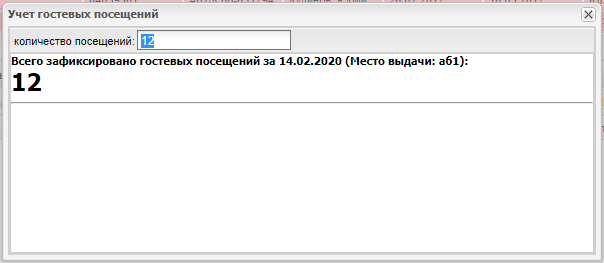 Учет гостевых посещений
количество посещений: 12
Всего зафиксировано гостевых посещений за 14.02.2020 (Место выдачи: аб1):
12